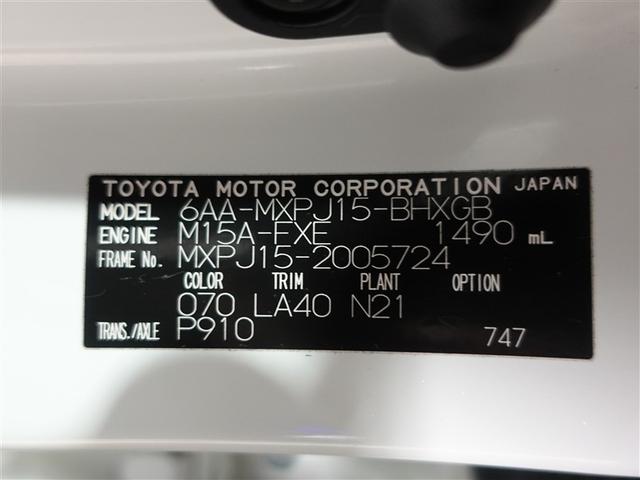 TOYOTA MOTOR CORPORATION JAPAN
MODEL 6AA-MXPJ15-BHXGB
ENGINE M15A-FXE 1490 mL
FRAME No. MXPJ15-2005724
COLOR TRIM PLANT OPTION
070 LA40 N21
TRANS./AXLE P910 747